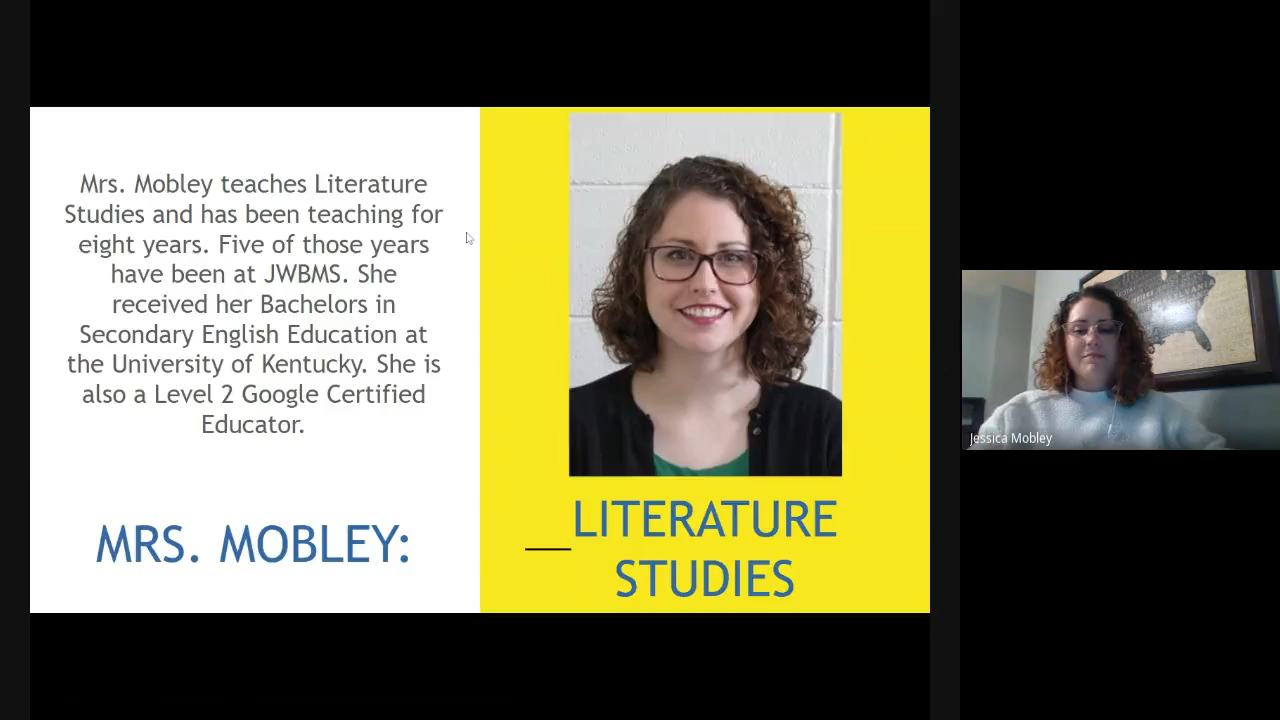 Mrs. Mobley teaches Literature
Studies and has been teaching for
eight years. Five of those years
have been at JWBMS. She
received her Bachelors in
Secondary English Education at
the University of Kentucky. She is
also a Level 2 Google Certified
Educator.
MRS. MOBLEY:
LITERATURE
STUDIES
Jessica Mobley